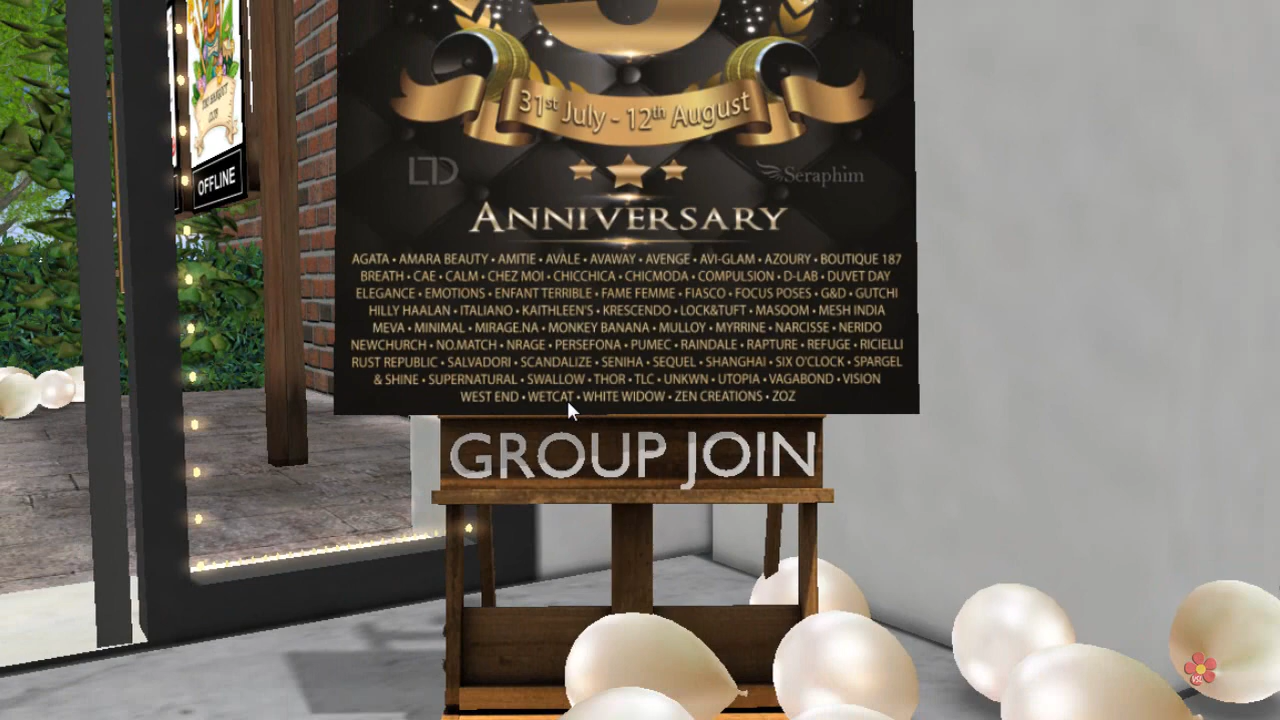 31st July - 12th August
LTD
Seraphim
ANNIVERSARY
AGATA • AMARA BEAUTY • AMITIE • AVALE • AVAWAY • AVENGE • AVI-GLAM • AZOURY • BOUTIQUE 187
BREATH • CAE • CALM • CHEZ MOI • CHICCHICA • CHICMODA • COMPULSION • D-LAB • DUVET DAY
ELEGANCE • EMOTIONS • ENFANT TERRIBLE • FAME FEMME • FIASCO • FOCUS POSES • G&D • GUTCHI
HILLY HAALAN • ITALIANO • KAITHLEEN'S • KRESCENDO • LOCK&TUFT • MASOOM • MESH INDIA
MEVA • MINIMAL • MIRAGE.NA • MONKEY BANANA • MULLOY • MYRRINE • NARCISSE • NERIDO
NEWCHURCH • NO.MATCH • NRAGE • PERSEFONA • PUMEC • RAINDALE • RAPTURE • REFUGE • RICIELLI
RUST REPUBLIC • SALVADORI • SCANDALIZE • SENIHA • SEQUEL • SHANGHAI • SIX O'CLOCK • SPARGEL
& SHINE • SUPERNATURAL • SWALLOW • THOR • TLC • UNKWN • UTOPIA • VAGABOND • VISION
WEST END • WETCAT • WHITE WIDOW • ZEN CREATIONS • ZOZ
GROUP JOIN
OFFLINE
VSL